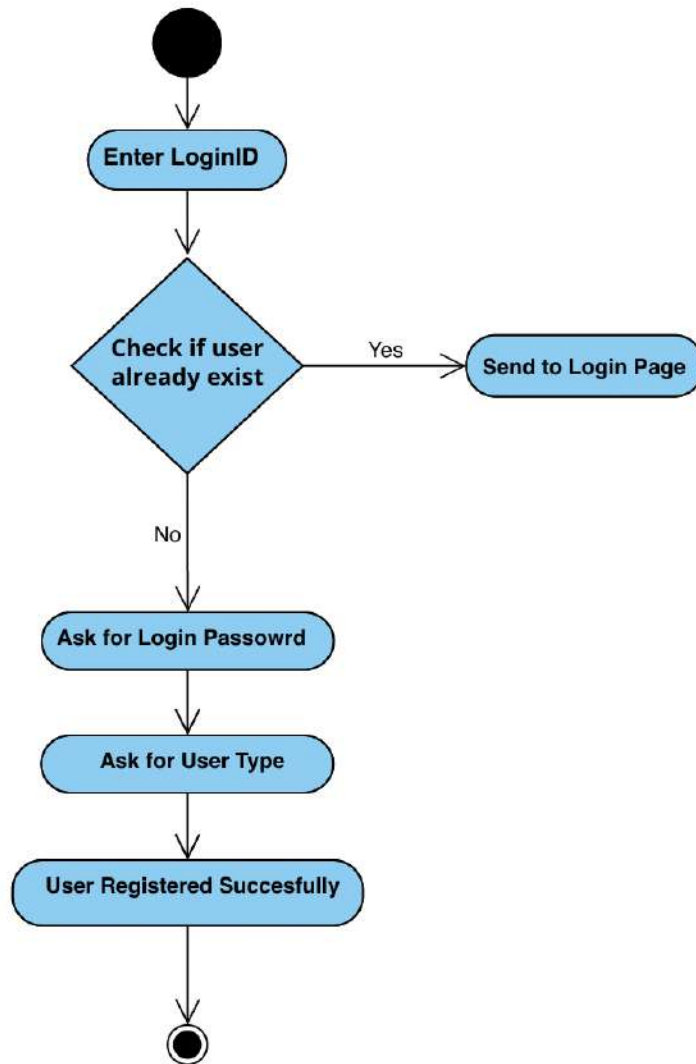 Enter LoginID
Check if user
already exist
Yes
Send to Login Page
No
Ask for Login Passowrd
Ask for User Type
User Registered Succesfully